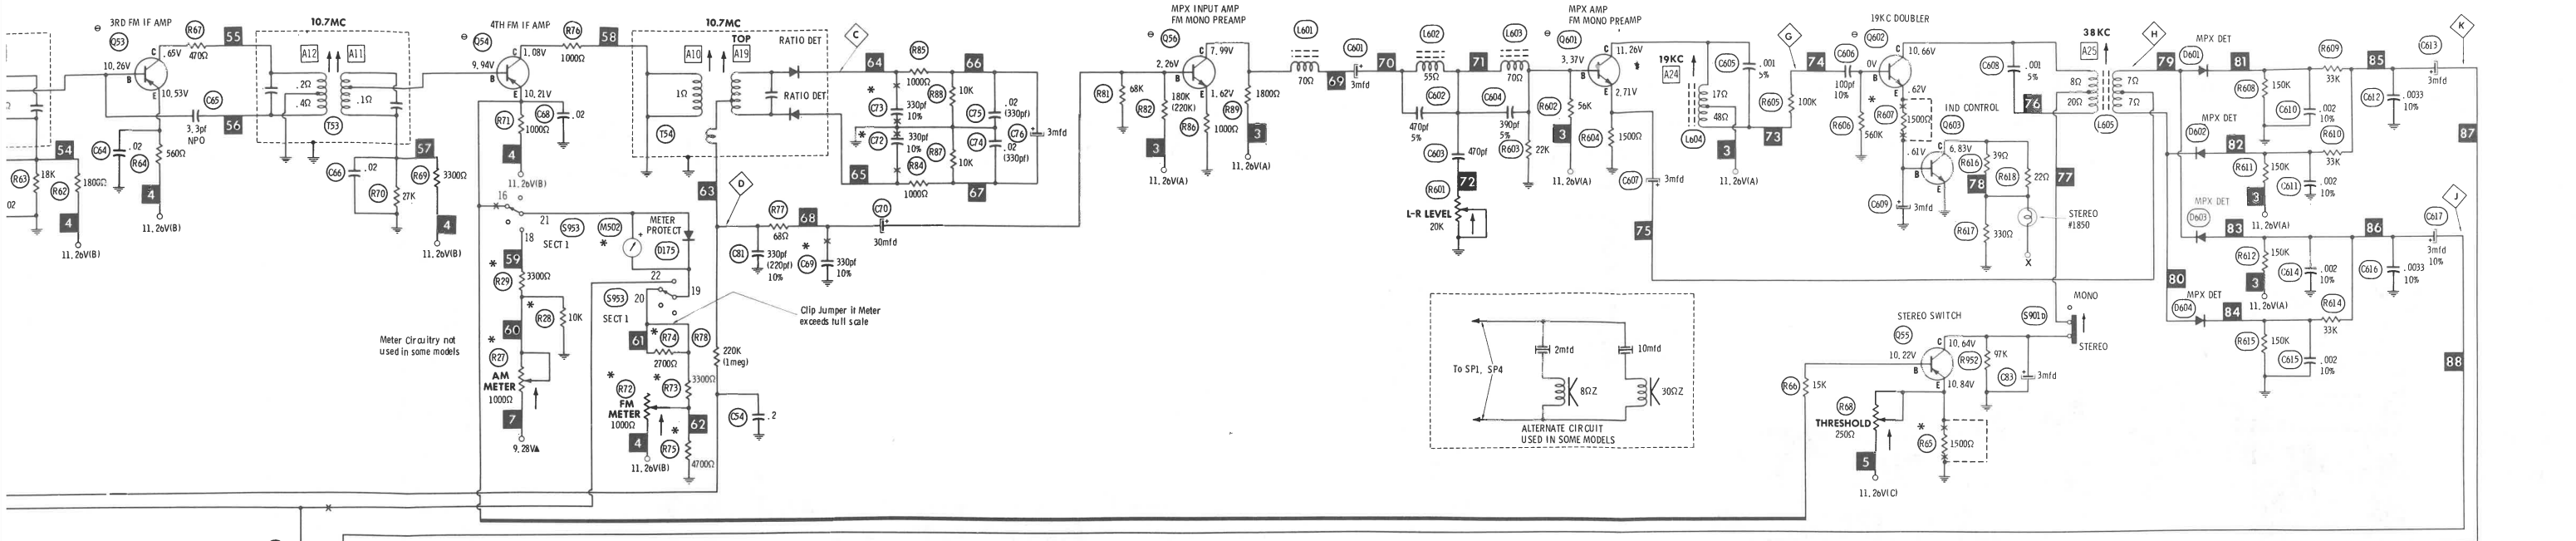 3RD FM IF AMP
⊖ Q53
.65V
C
10,26V
B
E
10,53V
R67
470Ω
55
C65
3,3pf
NPO
56
C64
.02
R64
560Ω
4
11,26V(B)
54
R63
18K
R62
1800Ω
4
11,26V(B)
02
10.7MC
A12
A11
.2Ω
.4Ω
.1Ω
T53
57
C66
.02
R70
27K
R69
3300Ω
4
11,26V(B)
4TH FM IF AMP
⊖ Q54
C
1,08V
9,94V
B
E
10,21V
R76
1000Ω
58
R71
1000Ω
C68
.02
4
11,26V(B)
10.7MC
TOP
A10
A19
1Ω
T54
RATIO DET
RATIO DET
C
64
R85
1000Ω
66
* C73
330pf
10%
R88
10K
C75
.02
(330pf)
C76
3mfd
* C72
330pf
10%
R87
10K
C74
.02
(330pf)
R84
1000Ω
65
67
63
D
R77
68Ω
68
C70
30mfd
C81
330pf
(220pf)
10%
* C69
330pf
10%
16
21
18
S953
SECT 1
M502
*
METER
PROTECT
D175
59
* R29
3300Ω
* R28
10K
60
* R27
AM
METER
1000Ω
7
9,28V▲
Meter Circuitry not
used in some models
22
20
19
S953
SECT 1
Clip Jumper if Meter
exceeds full scale
61
* R74
2700Ω
R78
220K
(1meg)
* R72
FM
METER
1000Ω
* R73
3300Ω
62
* R75
4700Ω
4
11,26V(B)
C54
.2
MPX INPUT AMP
FM MONO PREAMP
⊖ Q56
C
7,99V
2,26V
B
E
1,62V
R81
68K
R82
180K
(220K)
R86
1000Ω
R89
1800Ω
3
11,26V(A)
3
11,26V(A)
L601
70Ω
69
C601
3mfd
70
L602
55Ω
71
L603
70Ω
C602
470pf
5%
C604
390pf
5%
C603
470pf
72
R601
L-R LEVEL
20K
R603
22K
MPX AMP
FM MONO PREAMP
⊖ Q601
C
11,26V
3,37V
B
E
2,71V
R602
56K
3
11,26V(A)
R604
1500Ω
C607
3mfd
75
19KC
A24
17Ω
48Ω
L604
C605
.001
5%
73
3
11,26V(A)
R605
100K
G
74
C606
100pf
10%
19KC DOUBLER
⊖ Q602
C
10,66V
0V
B
.62V
R606
560K
* R607
1500Ω
.61V
IND CONTROL
Q603
C
6,83V
B
E
C609
3mfd
R616
39Ω
78
R618
22Ω
R617
330Ω
STEREO
#1850
X
C608
.001
5%
76
77
38KC
A25
8Ω
20Ω
7Ω
7Ω
L605
H
79
MPX DET
D601
81
R608
150K
R609
33K
85
C613
3mfd
K
C610
.002
10%
R610
33K
C612
.0033
10%
87
MPX DET
D602
82
R611
150K
C611
.002
10%
3
11,26V(A)
MPX DET
D603
83
R612
150K
3
11,26V(A)
C614
.002
10%
R614
33K
86
C616
.0033
10%
C617
3mfd
10%
J
80
MPX DET
D604
84
R615
150K
C615
.002
10%
88
MONO
S901D
STEREO
STEREO SWITCH
Q55
C
10,64V
10,22V
B
E
10,84V
R952
97K
C83
3mfd
R66
15K
R68
THRESHOLD
250Ω
5
11,26V(C)
* R65
1500Ω
To SP1, SP4
2mfd
8ΩZ
10mfd
30ΩZ
ALTERNATE CIRCUIT
USED IN SOME MODELS